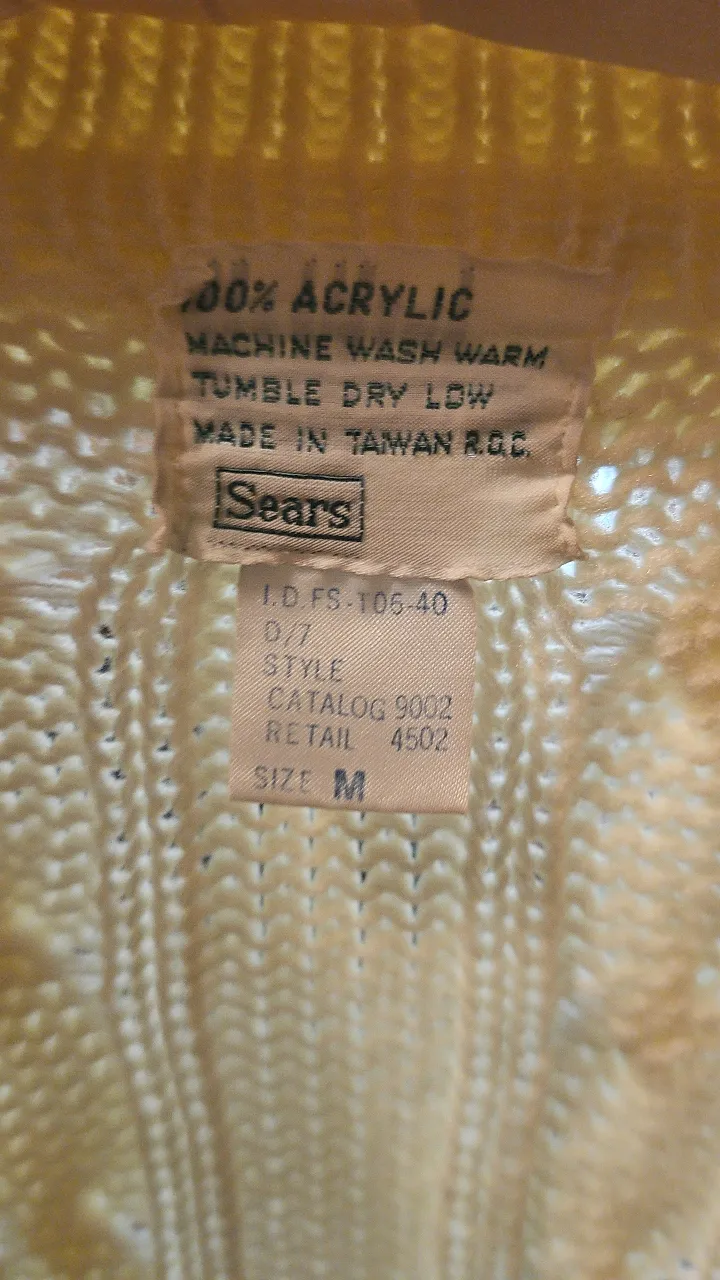 100% ACRYLIC
MACHINE WASH WARM
TUMBLE DRY LOW
MADE IN TAIWAN R.O.C.
Sears
I.D. FS-T06-40
D/7
STYLE
CATALOG 9002
RETAIL 4502
SIZE M